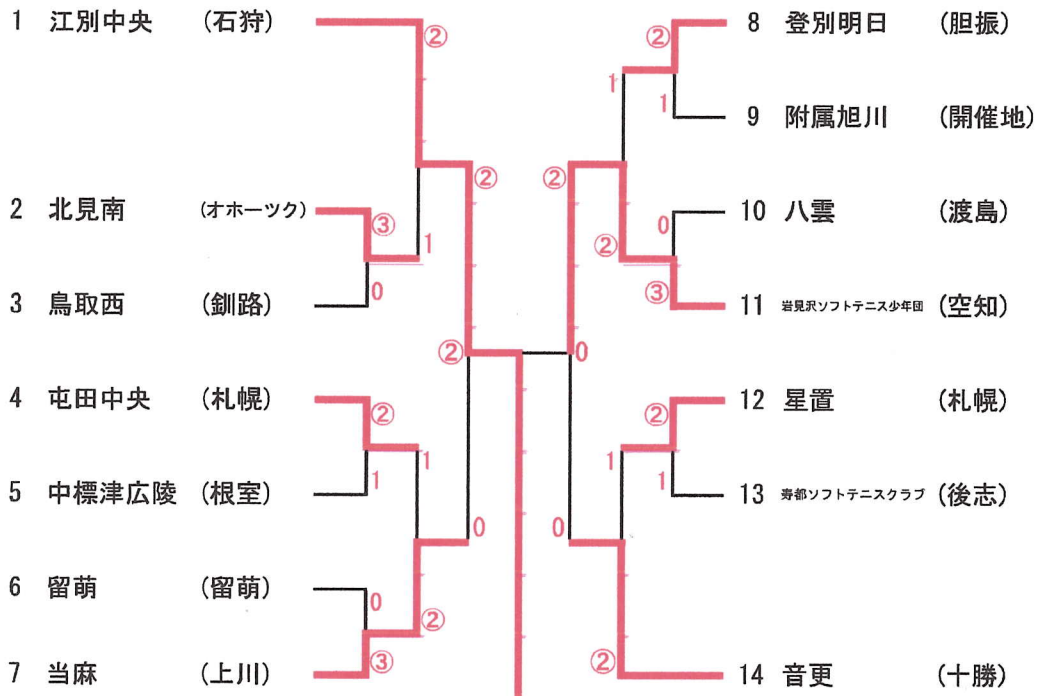 1 江別中央 (石狩)
②
2 北見南 (オホーツク)
③
1
3 鳥取西 (釧路)
0
②
②
4 屯田中央 (札幌)
②
1
5 中標津広陵 (根室)
1
0
6 留萌 (留萌)
0
②
7 当麻 (上川)
③
8 登別明日 (胆振)
②
1
9 附属旭川 (開催地)
1
②
10 八雲 (渡島)
0
②
11 岩見沢ソフトテニス少年団 (空知)
③
0
12 星置 (札幌)
②
1
13 寿都ソフトテニスクラブ (後志)
1
0
14 音更 (十勝)
②